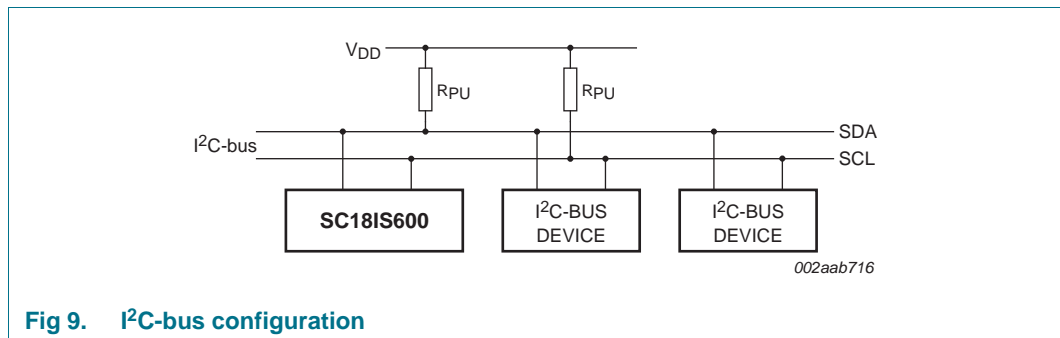 VDD
RPU
RPU
I²C-bus
SDA
SCL
SC18IS600
I²C-BUS
DEVICE
I²C-BUS
DEVICE
002aab716
Fig 9. I²C-bus configuration